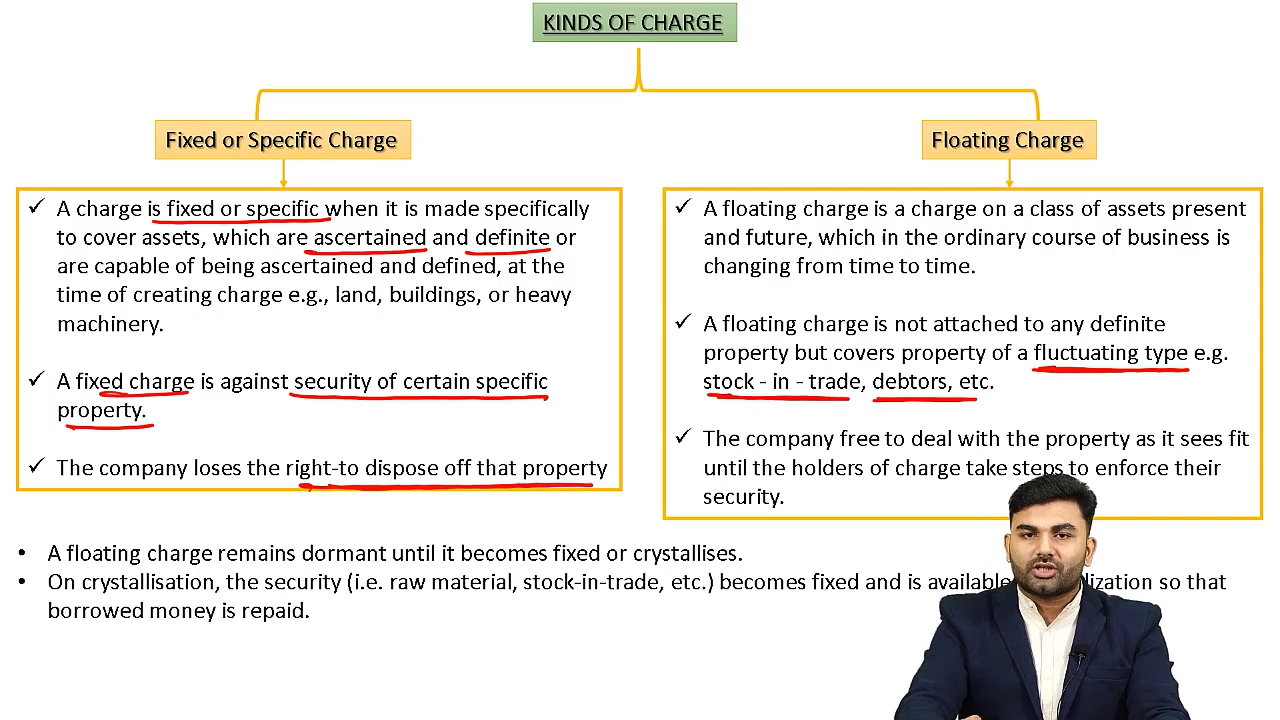 KINDS OF CHARGE
Fixed or Specific Charge
A charge is fixed or specific when it is made specifically
to cover assets, which are ascertained and definite or
are capable of being ascertained and defined, at the
time of creating charge e.g., land, buildings, or heavy
machinery.
A fixed charge is against security of certain specific
property.
The company loses the right-to dispose off that property
Floating Charge
A floating charge is a charge on a class of assets present
and future, which in the ordinary course of business is
changing from time to time.
A floating charge is not attached to any definite
property but covers property of a fluctuating type e.g.
stock - in - trade, debtors, etc.
The company free to deal with the property as it sees fit
until the holders of charge take steps to enforce their
security.
A floating charge remains dormant until it becomes fixed or crystallises.
On crystallisation, the security (i.e. raw material, stock-in-trade, etc.) becomes fixed and is available so that
borrowed money is repaid.